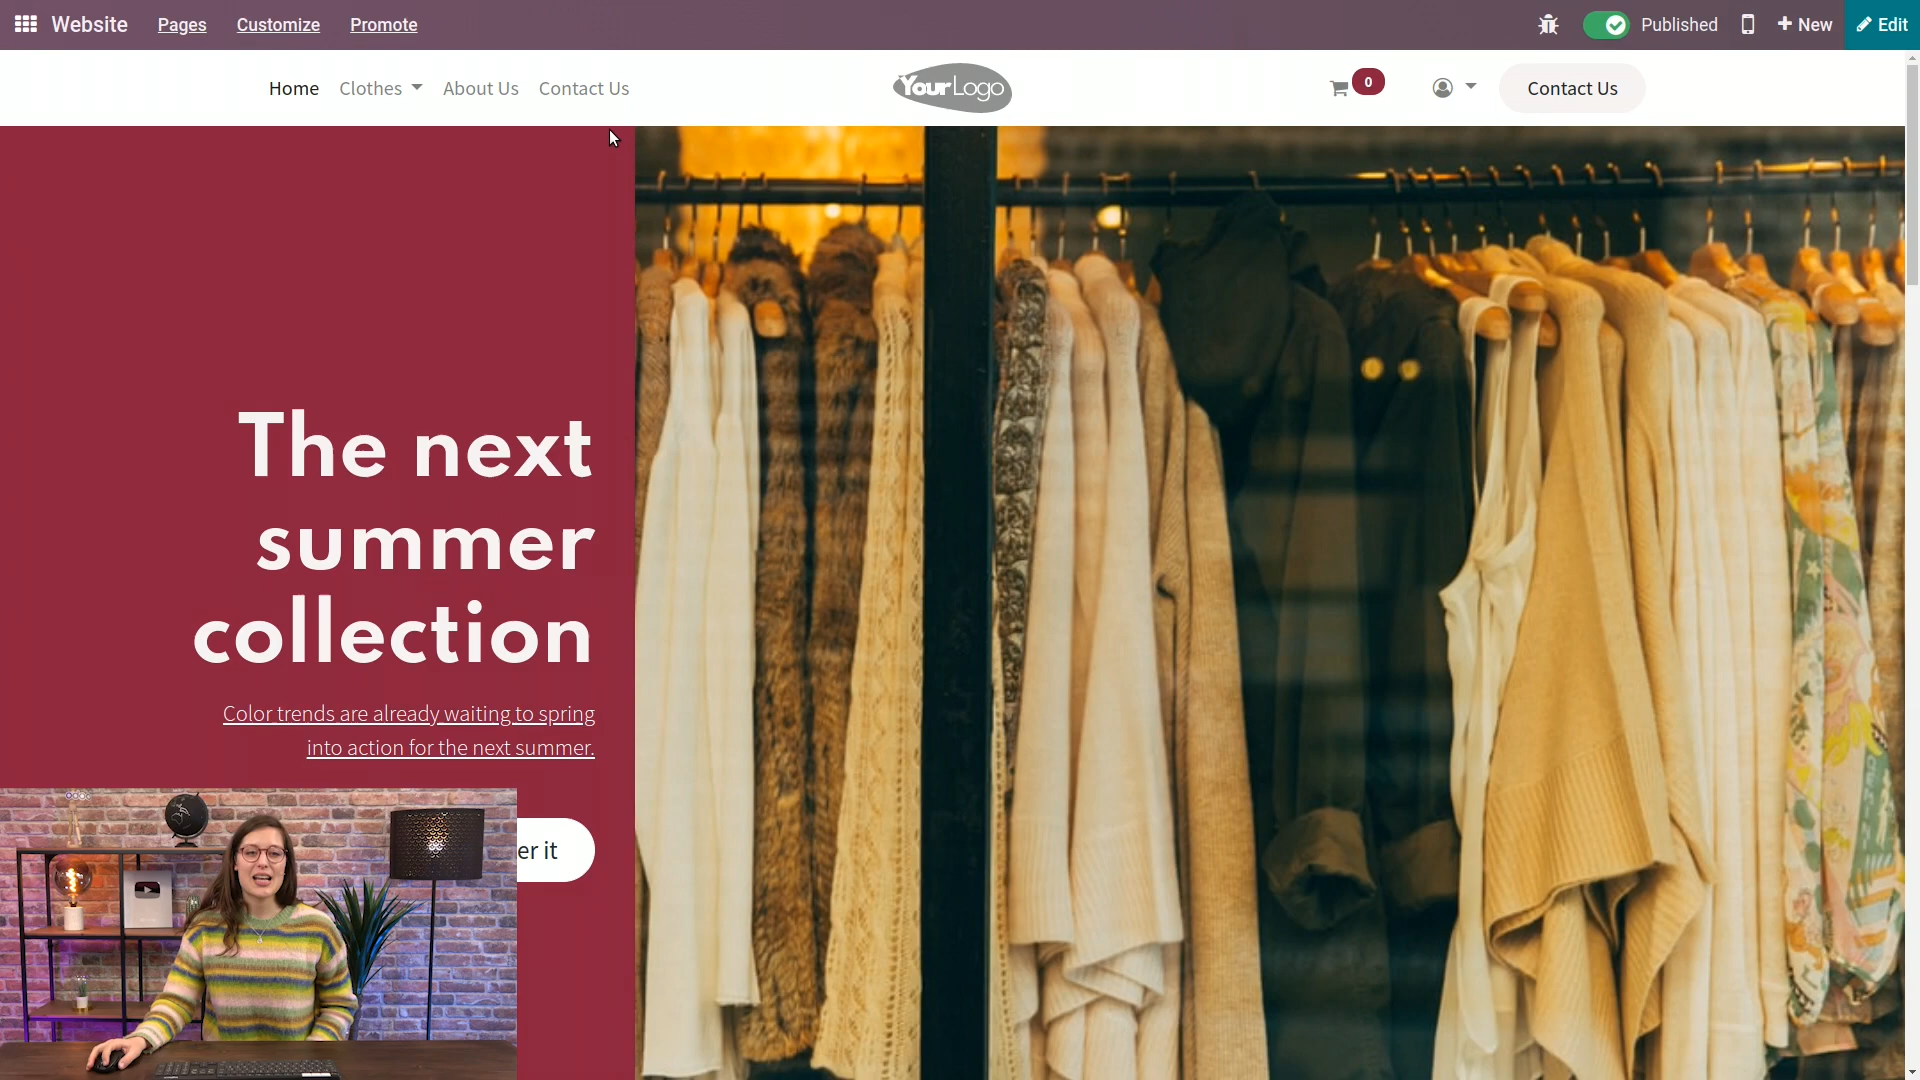 Website Pages Customize Promote Published New Edit
Home Clothes About Us Contact Us YourLogo 0 Contact Us
The next
summer
collection
Color trends are already waiting to spring
into action for the next summer.
er it